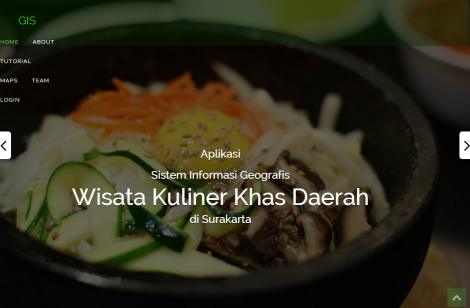 GIS
HOME ABOUT
TUTORIAL
MAPS TEAM
LOGIN
Aplikasi
Sistem Informasi Geografis
Wisata Kuliner Khas Daerah
di Surakarta